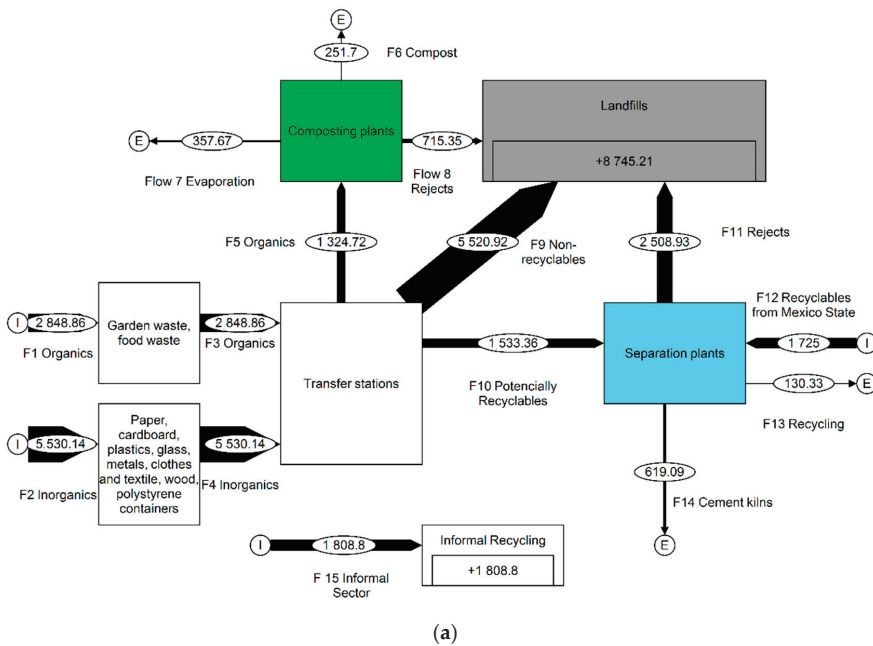 E
251.7
F6 Compost
Composting plants
Landfills
+8 745.21
E
357.67
715.35
Flow 7 Evaporation
Flow 8
Rejects
F5 Organics
1 324.72
5 520.92
F9 Non-
recyclables
2 508.93
F11 Rejects
F12 Recyclables
from Mexico State
I
2 848.86
Garden waste,
food waste
2 848.86
F1 Organics
F3 Organics
Transfer stations
1 533.36
F10 Potencially
Recyclables
Separation plants
1 725
I
130.33
E
F13 Recycling
I
5.530.14
Paper,
cardboard,
plastics, glass,
metals, clothes
and textile, wood,
polystyrene
containers
5 530.14
F2 Inorganics
F4 Inorganics
619.09
F14 Cement kilns
E
I
1 808.8
F 15 Informal
Sector
Informal Recycling
+1 808.8
(a)